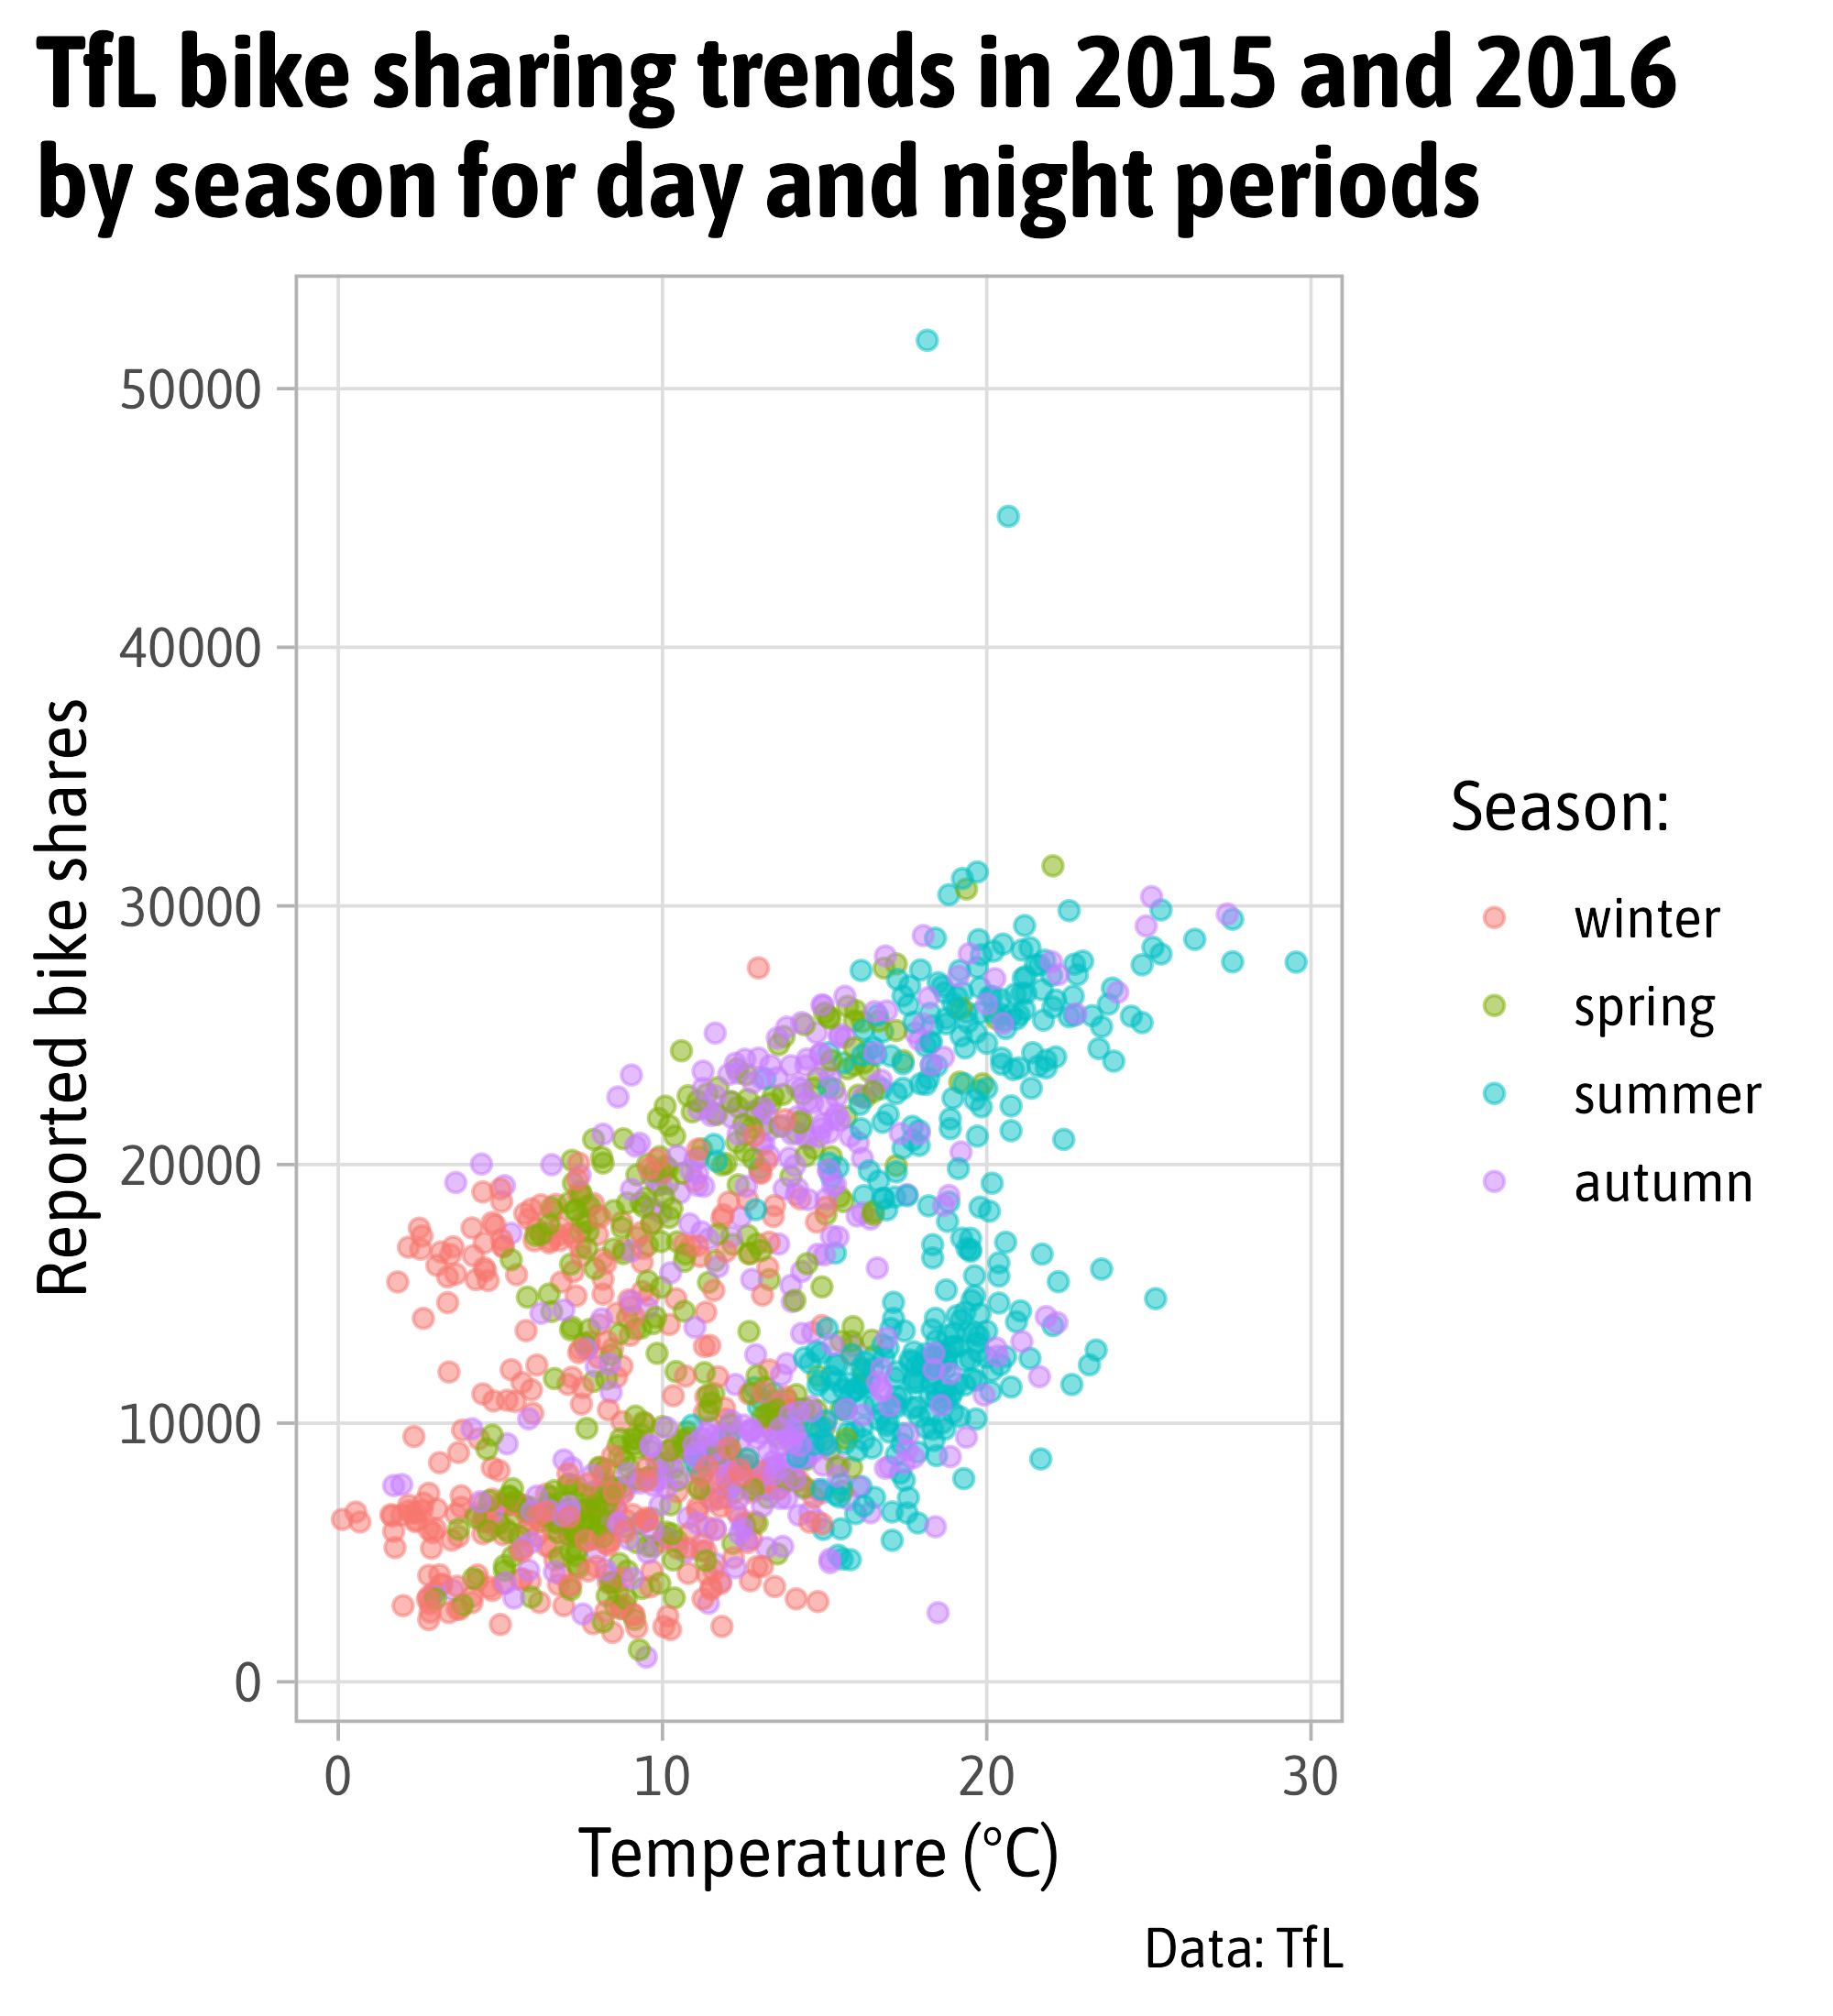 TfL bike sharing trends in 2015 and 2016
by season for day and night periods
50000
40000
30000
20000
10000
0
Reported bike shares
0 10 20 30
Temperature (°C)
Season:
winter
spring
summer
autumn
Data: TfL